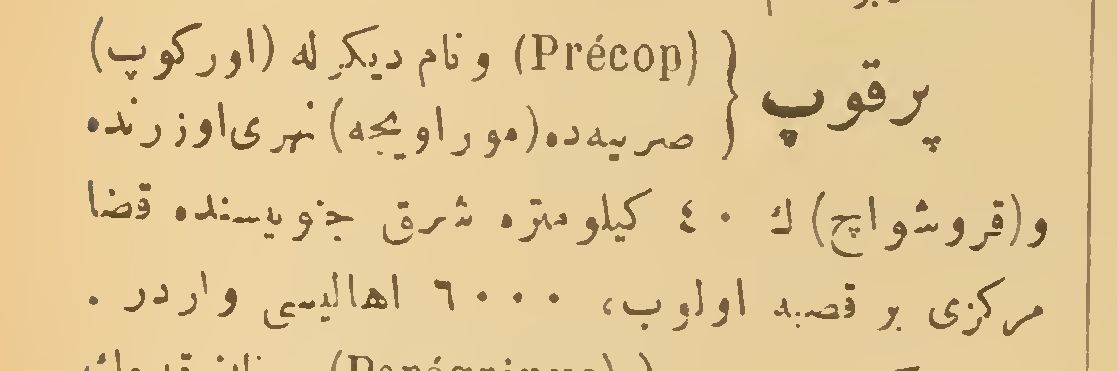 پرقوپ { (Précop) و نام دیکرله (اورکوپ)
صربیه‌ده (موراویجه) نهری اوزرنده
و (قروشواچ) ك ٤٠ کیلومتره شرق جنوبیسنده قضا
مرکزی بر قصبه اولوب، ٦٠٠٠ اهالیسی واردر .